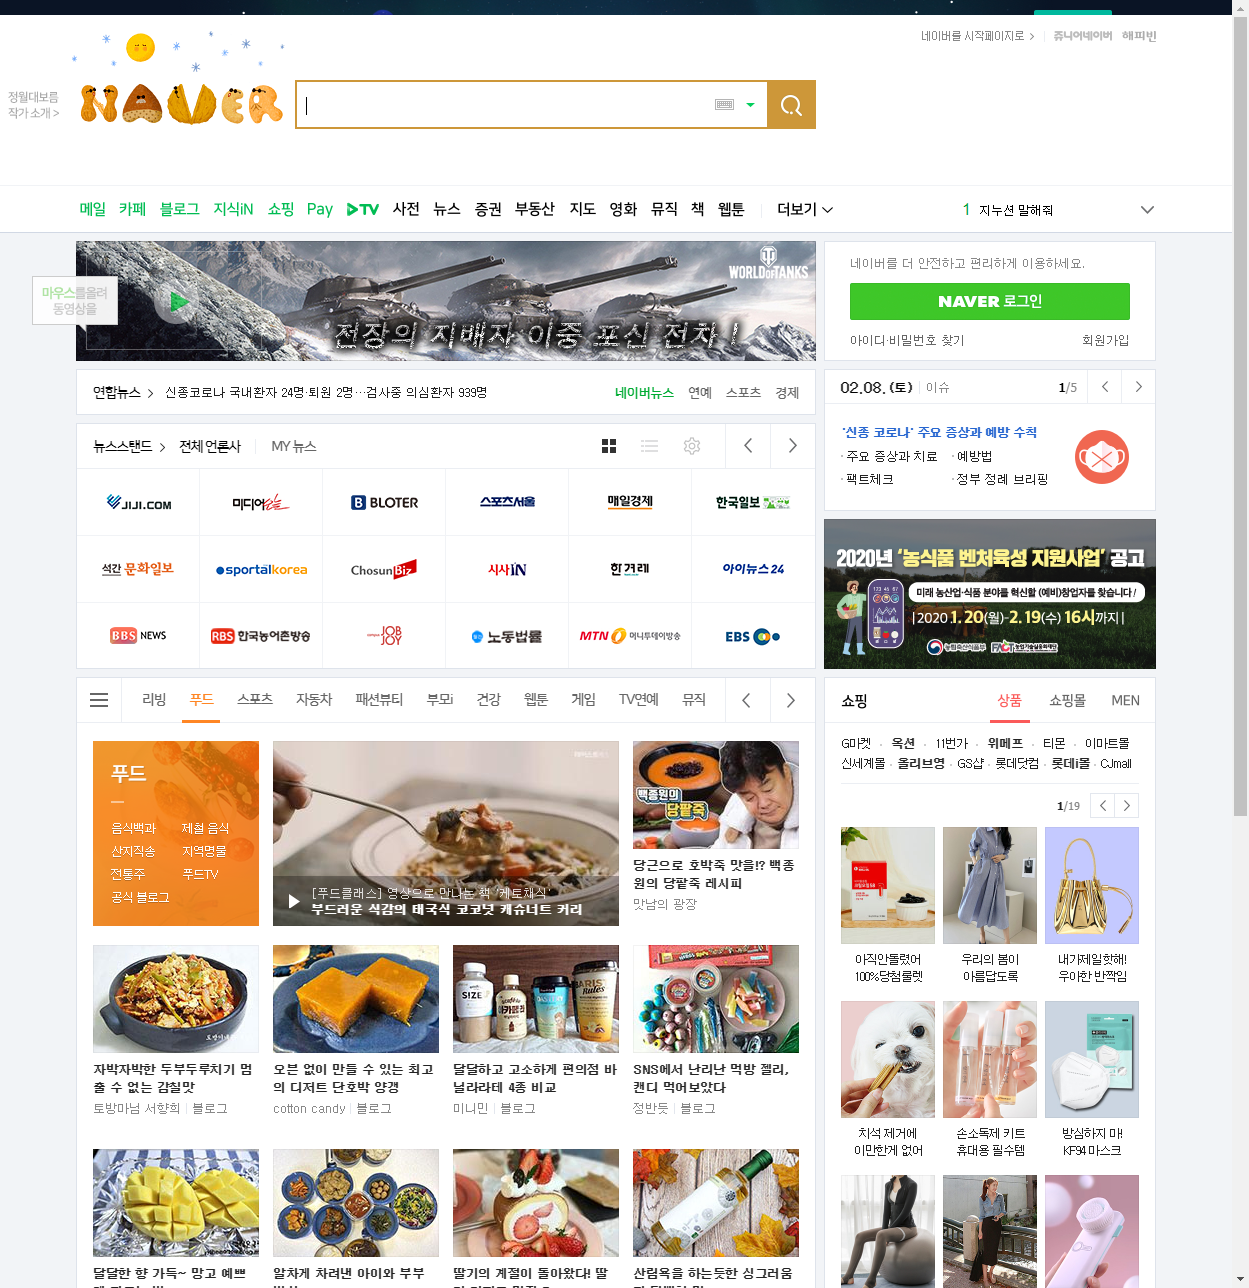 네이버를 시작페이지로 > 쥬니어네이버 해피빈
정월대보름
작가 소개 >
NAVER
메일 카페 블로그 지식iN 쇼핑 Pay TV 사전 뉴스 증권 부동산 지도 영화 뮤직 책 웹툰 더보기
1 지누션 말해줘
WORLD OF TANKS
마우스를올려
동영상을
전장의 지배자 이중 포신 전차 !
네이버를 더 안전하고 편리하게 이용하세요.
NAVER 로그인
아이디·비밀번호 찾기 회원가입
연합뉴스 > 신종코로나 국내환자 24명·퇴원 2명…검사중 의심환자 939명
네이버뉴스 연예 스포츠 경제
02.08. (토) 이슈 1/5
뉴스스탠드 > 전체 언론사 MY 뉴스
'신종 코로나' 주요 증상과 예방 수칙
· 주요 증상과 치료 · 예방법
· 팩트체크 · 정부 정례 브리핑
JIJI.COM 미디어오늘 BLOTER 스포츠서울 매일경제 한국일보
석간 문화일보 sportalkorea ChosunBiz 시사IN 한겨레 아이뉴스24
BBS NEWS RBS 한국농어촌방송 JOB JOY 노동법률 MTN 머니투데이방송 EBS
2020년 '농식품 벤처육성 지원사업' 공고
미래 농산업·식품 분야를 혁신할 (예비)창업자를 찾습니다!
| 2020 1.20(월)-2.19(수) 16시까지 |
농림축산식품부 FACT 농업기술실용화재단
리빙 푸드 스포츠 자동차 패션뷰티 부모i 건강 웹툰 게임 TV연예 뮤직
쇼핑 상품 쇼핑몰 MEN
G마켓 · 옥션 · 11번가 · 위메프 · 티몬 · 이마트몰
신세계몰 · 올리브영 · GS샵 · 롯데닷컴 · 롯데i몰 · CJmall
1/19
푸드
음식백과 제철 음식
산지직송 지역명물
전통주 푸드TV
공식 블로그
[푸드클래스] 영상으로 만나는 책 '케토채식'
부드러운 식감의 태국식 코코넛 캐슈너트 커리
백종원의
당팥죽
당근으로 호박죽 맛을!? 백종
원의 당팥죽 레시피
맛남의 광장
아직안돌렸어
100%당첨룰렛
우리의 봄이
아름답도록
내가제일핫해!
우아한 반짝임
SIZE
BARIS
Rules
자박자박한 두부두루치기 멈
출 수 없는 감칠맛
토방마님 서향희 | 블로그
오븐 없이 만들 수 있는 최고
의 디저트 단호박 양갱
cotton candy | 블로그
달달하고 고소하게 편의점 바
닐라라테 4종 비교
미니민 | 블로그
SNS에서 난리난 먹방 젤리,
캔디 먹어보았다
정반듯 | 블로그
치석 제거에
이만한게 없어
손소독제 키트
휴대용 필수템
방심하지 마!
KF94 마스크
달달한 향 가득~ 망고 예쁘
알차게 차려낸 아이와 부부
딸기의 계절이 돌아왔다! 딸
산림욕을 하는듯한 싱그러움